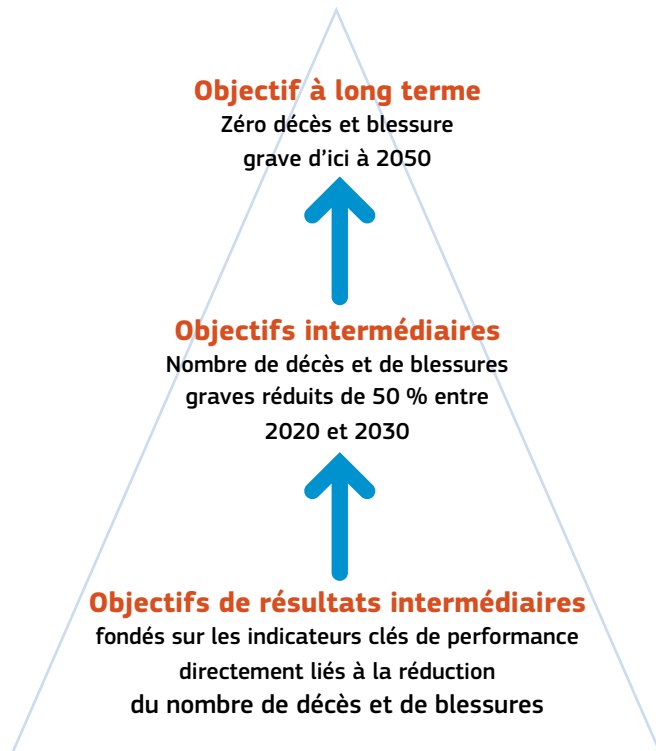 Objectif à long terme
Zéro décès et blessure
grave d'ici à 2050
Objectifs intermédiaires
Nombre de décès et de blessures
graves réduits de 50 % entre
2020 et 2030
Objectifs de résultats intermédiaires
fondés sur les indicateurs clés de performance
directement liés à la réduction
du nombre de décès et de blessures